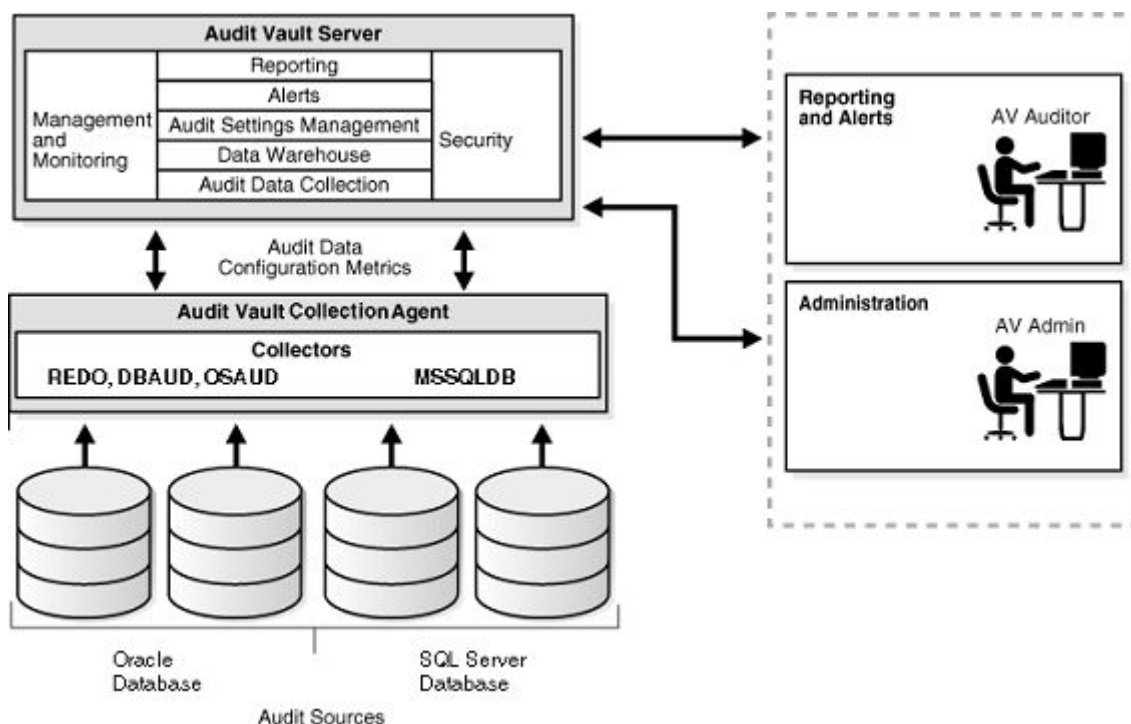 Audit Vault Server
Management
and
Monitoring
Reporting
Alerts
Audit Settings Management
Data Warehouse
Audit Data Collection
Security
Reporting
and Alerts
AV Auditor
Audit Data
Configuration Metrics
Administration
AV Admin
Audit Vault Collection Agent
Collectors
REDO, DBAUD, OSAUD
MSSQLDB
Oracle
Database
SQL Server
Database
Audit Sources